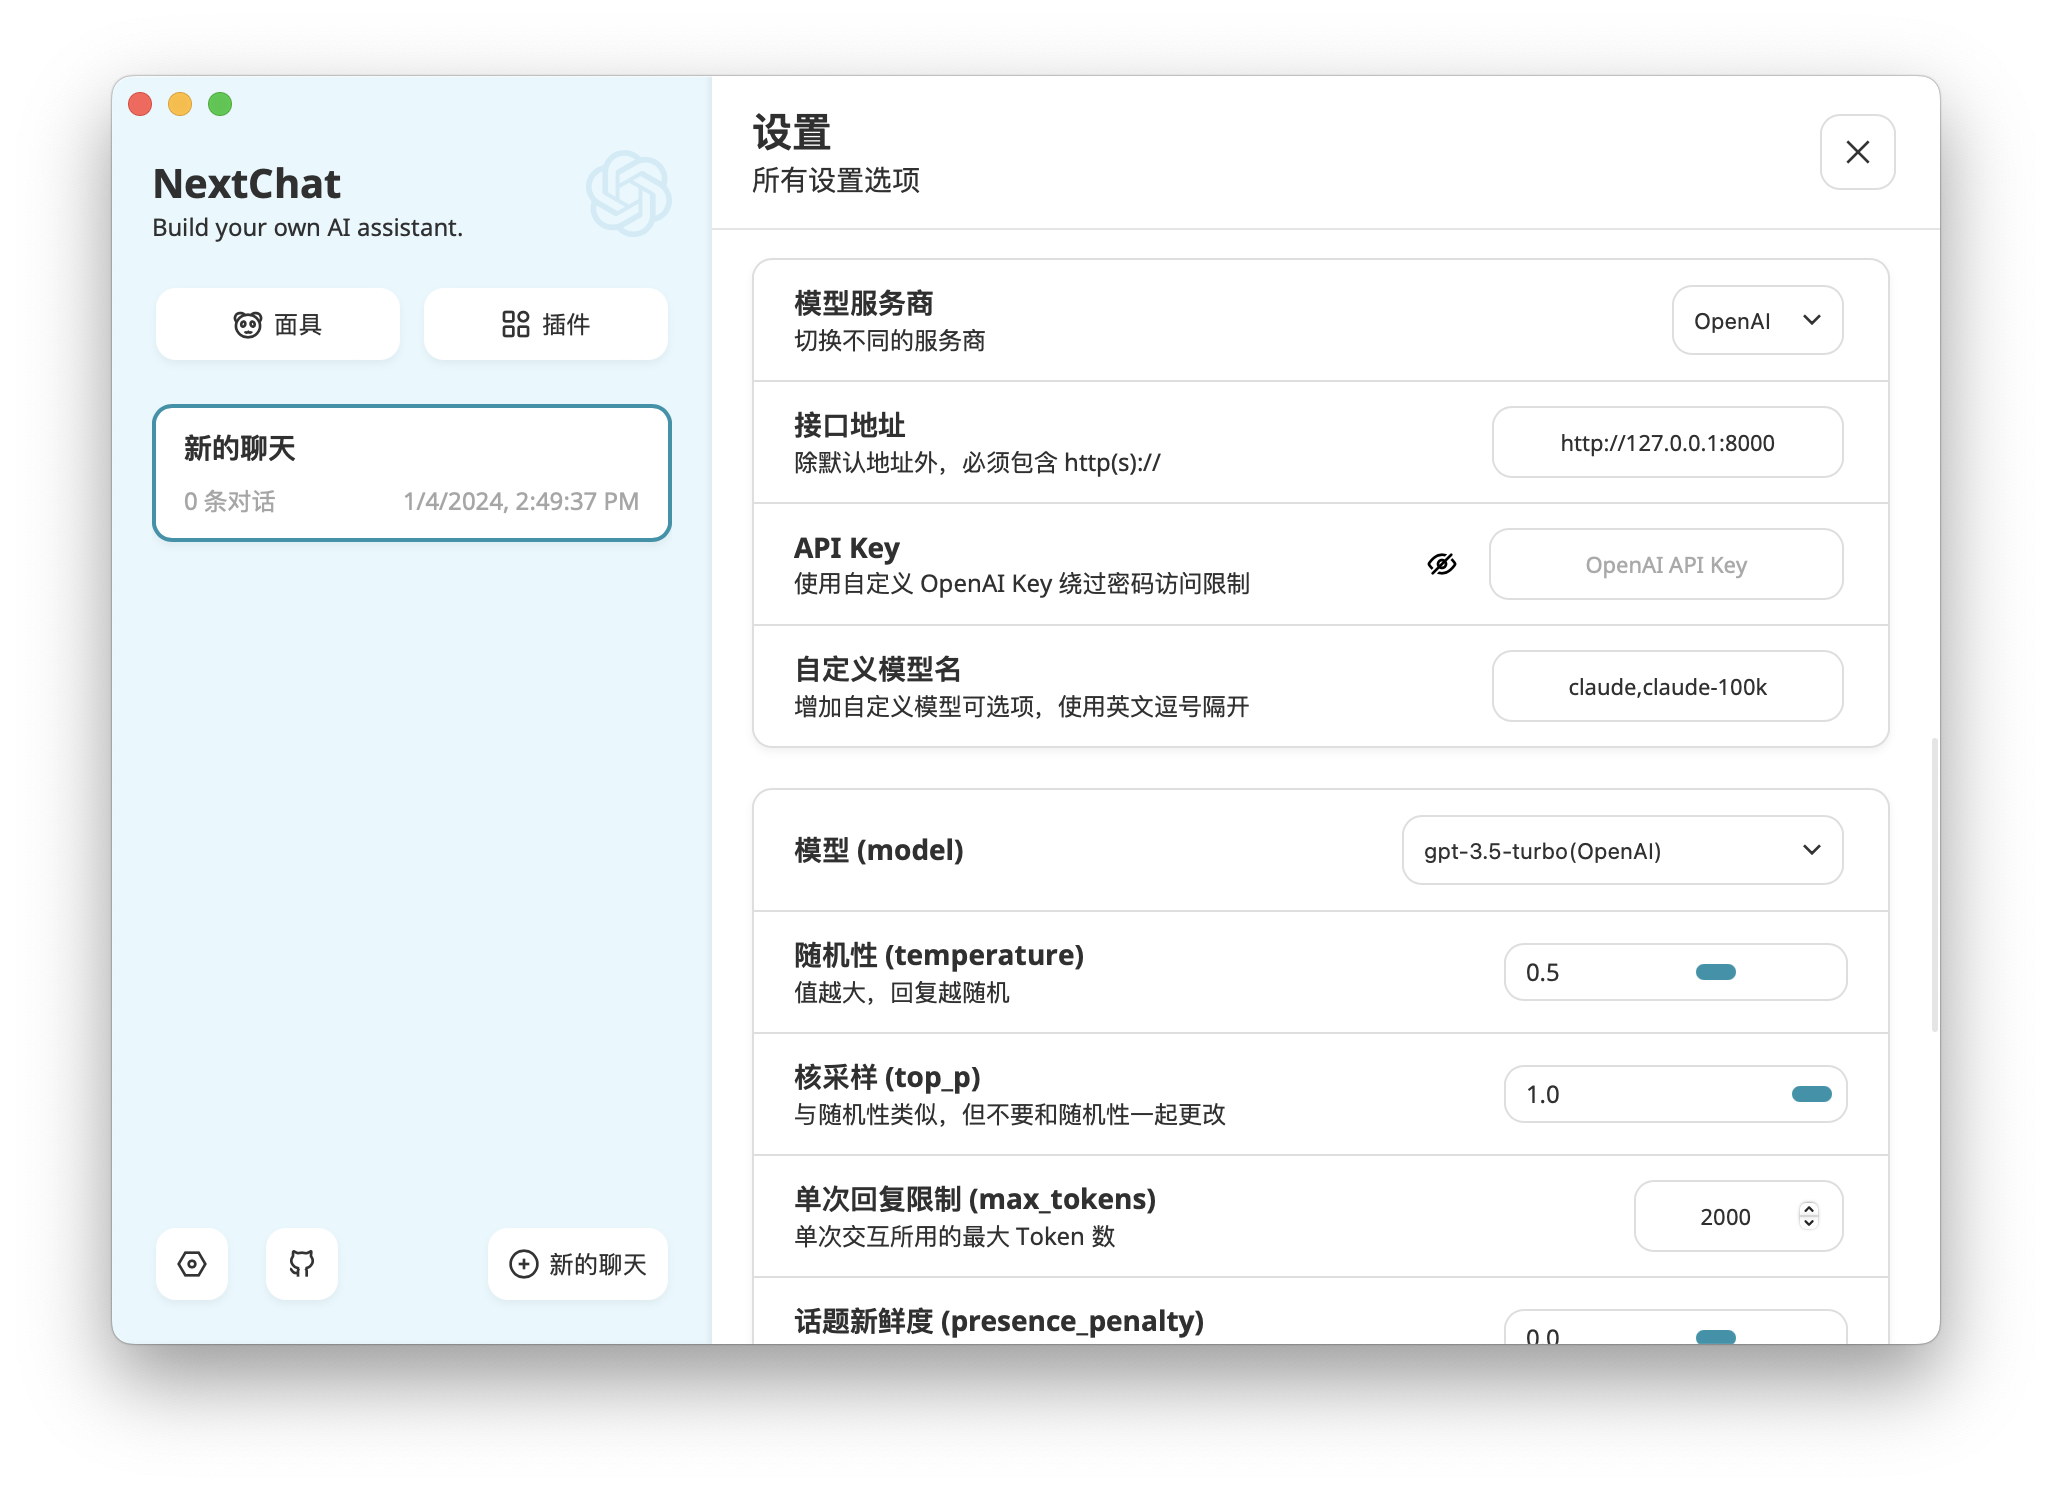 NextChat
Build your own AI assistant.
面具
插件
新的聊天
0 条对话
1/4/2024, 2:49:37 PM
新的聊天
设置
所有设置选项
模型服务商
切换不同的服务商
OpenAI
接口地址
除默认地址外，必须包含 http(s)://
http://127.0.0.1:8000
API Key
使用自定义 OpenAI Key 绕过密码访问限制
OpenAI API Key
自定义模型名
增加自定义模型可选项，使用英文逗号隔开
claude,claude-100k
模型 (model)
gpt-3.5-turbo(OpenAI)
随机性 (temperature)
值越大，回复越随机
0.5
核采样 (top_p)
与随机性类似，但不要和随机性一起更改
1.0
单次回复限制 (max_tokens)
单次交互所用的最大 Token 数
2000
话题新鲜度 (presence_penalty)
0.0